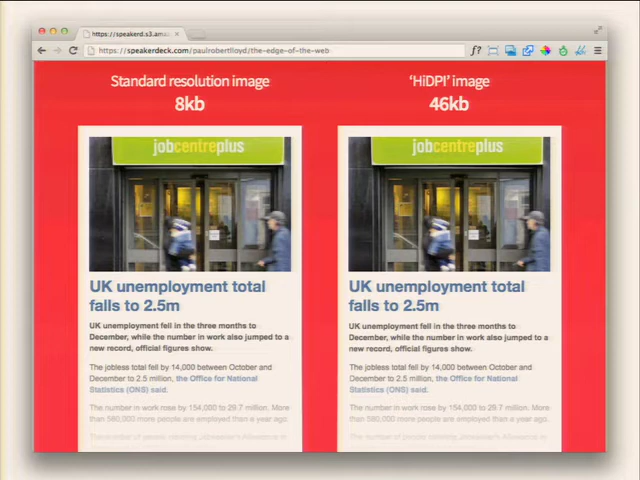 https://speakerd.s3.amaz
https://speakerdeck.com/paulrobertlloyd/the-edge-of-the-web
f?
Standard resolution image
8kb
jobcentreplus
UK unemployment total
falls to 2.5m
UK unemployment fell in the three months to
December, while the number in work also jumped to a
new record, official figures show.
The jobless total fell by 14,000 between October and
December to 2.5 million, the Office for National
Statistics (ONS) said.
The number in work rose by 154,000 to 29.7 million. More
than 580,000 more people are employed than a year ago.
‘HiDPI’ image
46kb
jobcentreplus
UK unemployment total
falls to 2.5m
UK unemployment fell in the three months to
December, while the number in work also jumped to a
new record, official figures show.
The jobless total fell by 14,000 between October and
December to 2.5 million, the Office for National
Statistics (ONS) said.
The number in work rose by 154,000 to 29.7 million. More
than 580,000 more people are employed than a year ago.